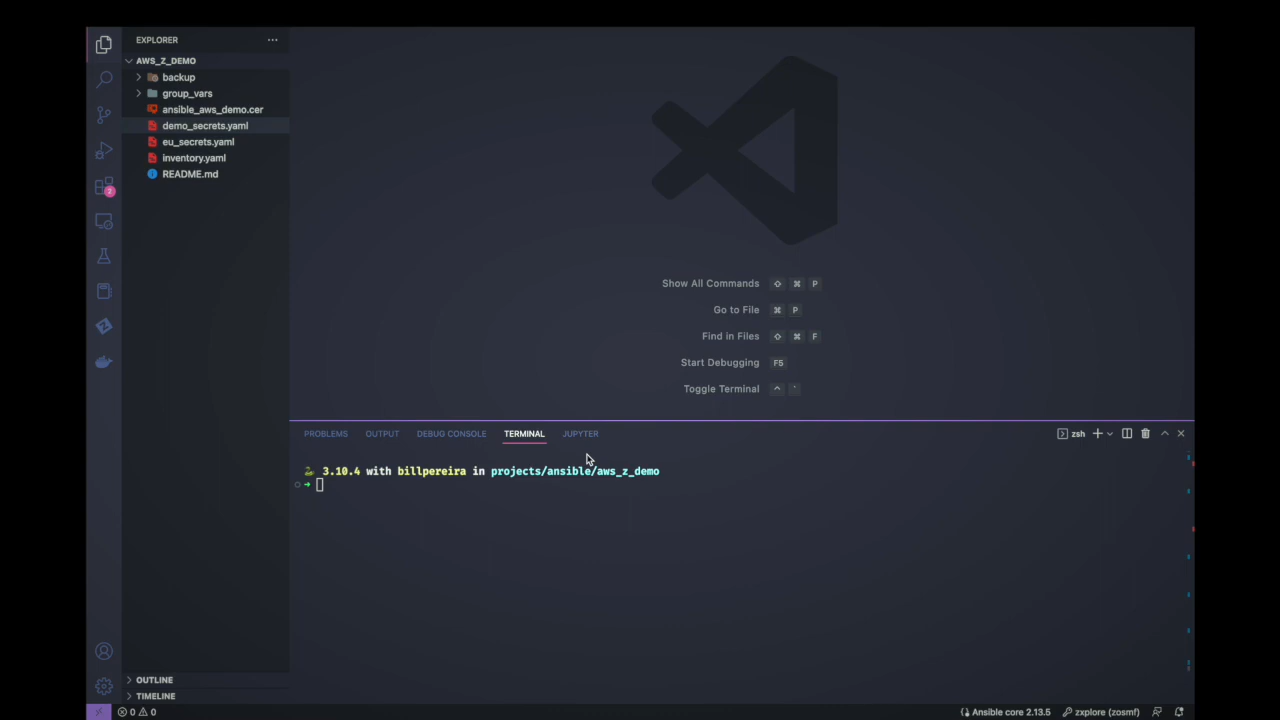 EXPLORER
AWS_Z_DEMO
backup
group_vars
ansible_aws_demo.cer
demo_secrets.yaml
eu_secrets.yaml
inventory.yaml
README.md
2
Show All Commands ⇧ ⌘ P
Go to File ⌘ P
Find in Files ⇧ ⌘ F
Start Debugging F5
Toggle Terminal ^ `
PROBLEMS OUTPUT DEBUG CONSOLE TERMINAL JUPYTER zsh
3.10.4 with billpereira in projects/ansible/aws_z_demo
OUTLINE
TIMELINE
0 0 Ansible core 2.13.5 zxplore (zosmf)